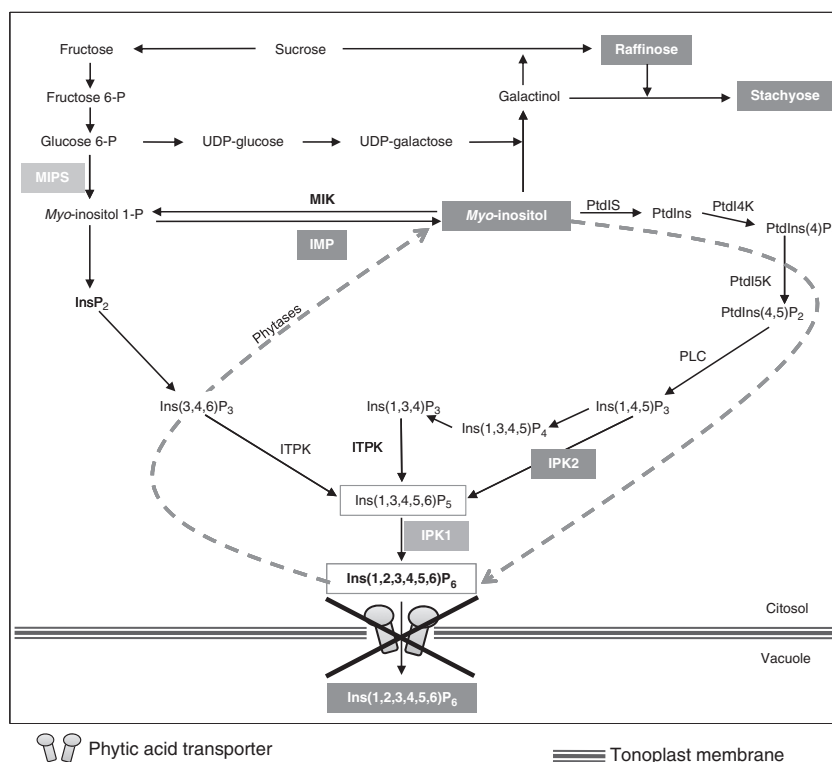 Fructose
Sucrose
Raffinose
Fructose 6-P
Galactinol
Stachyose
Glucose 6-P
UDP-glucose
UDP-galactose
MIPS
Myo-inositol 1-P
MIK
IMP
Myo-inositol
PtdIS
PtdIns
PtdI4K
PtdIns(4)P
PtdI5K
InsP2
Phytases
PtdIns(4,5)P2
PLC
Ins(3,4,6)P3
Ins(1,3,4)P3
Ins(1,3,4,5)P4
Ins(1,4,5)P3
ITPK
ITPK
IPK2
Ins(1,3,4,5,6)P5
IPK1
Ins(1,2,3,4,5,6)P6
Citosol
Vacuole
Ins(1,2,3,4,5,6)P6
Phytic acid transporter
Tonoplast membrane